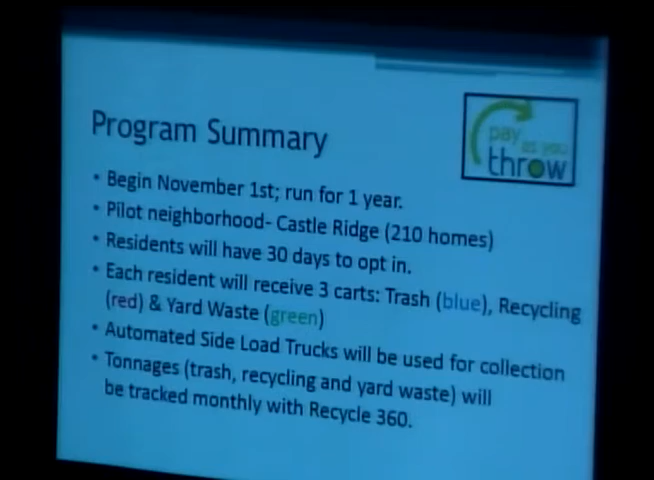 Program Summary
pay
as you
throw
• Begin November 1st; run for 1 year.
• Pilot neighborhood- Castle Ridge (210 homes)
• Residents will have 30 days to opt in.
• Each resident will receive 3 carts: Trash (blue), Recycling
(red) & Yard Waste (green)
• Automated Side Load Trucks will be used for collection
• Tonnages (trash, recycling and yard waste) will
be tracked monthly with Recycle 360.